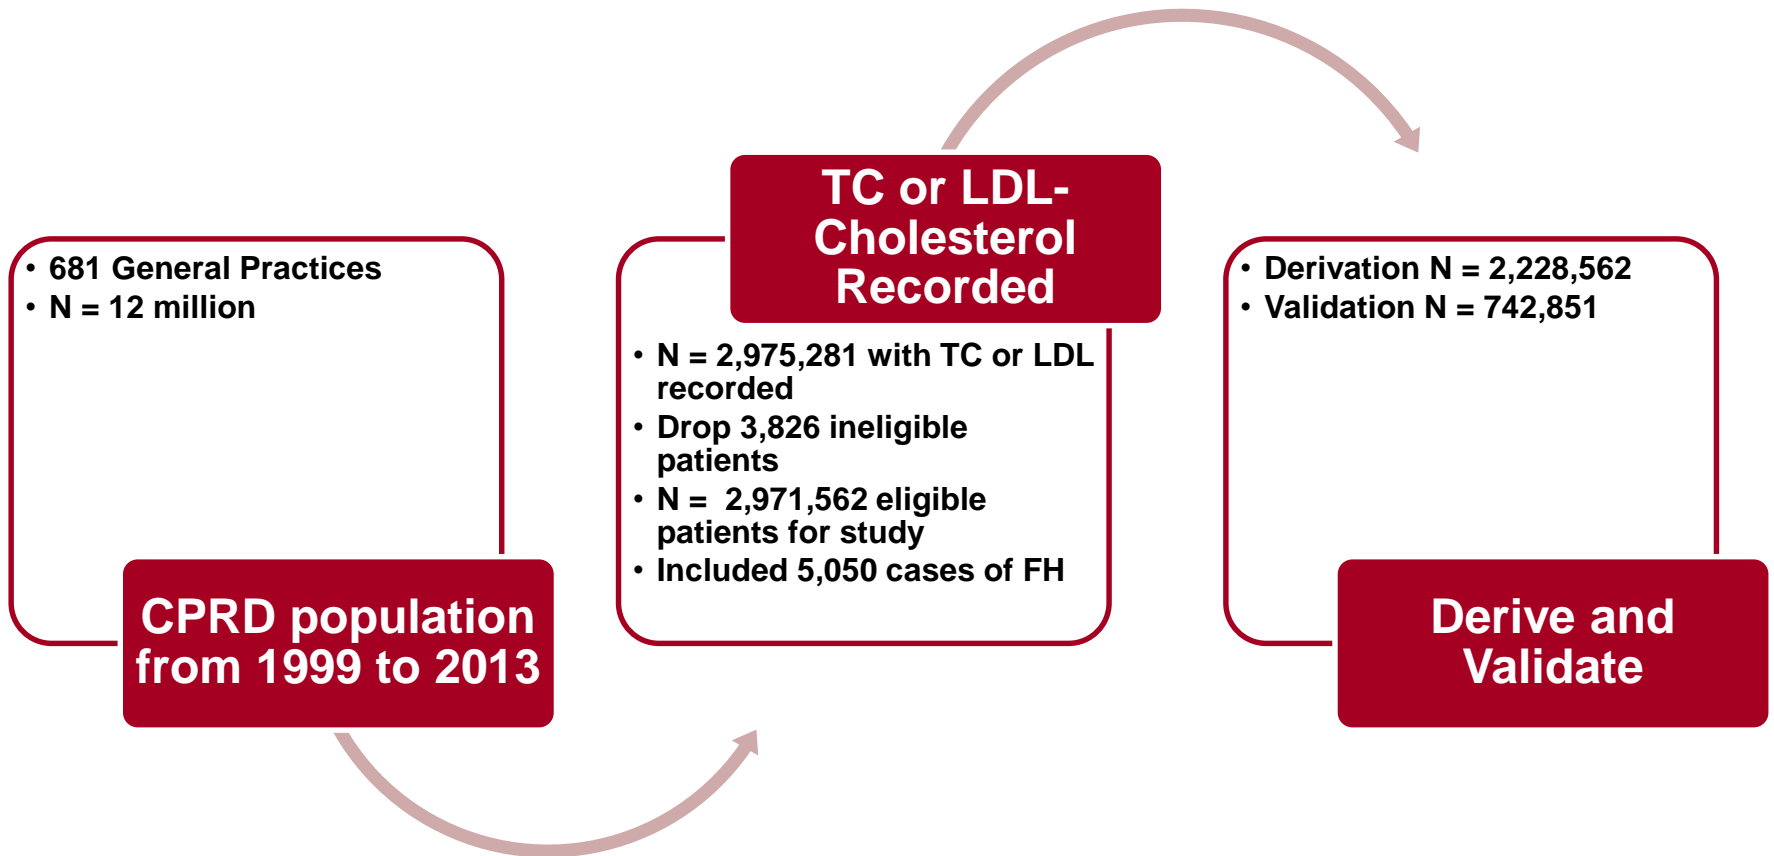 • 681 General Practices
• N = 12 million
CPRD population
from 1999 to 2013
TC or LDL-
Cholesterol
Recorded
• N = 2,975,281 with TC or LDL
recorded
• Drop 3,826 ineligible
patients
• N =  2,971,562 eligible
patients for study
• Included 5,050 cases of FH
• Derivation N = 2,228,562
• Validation N = 742,851
Derive and
Validate